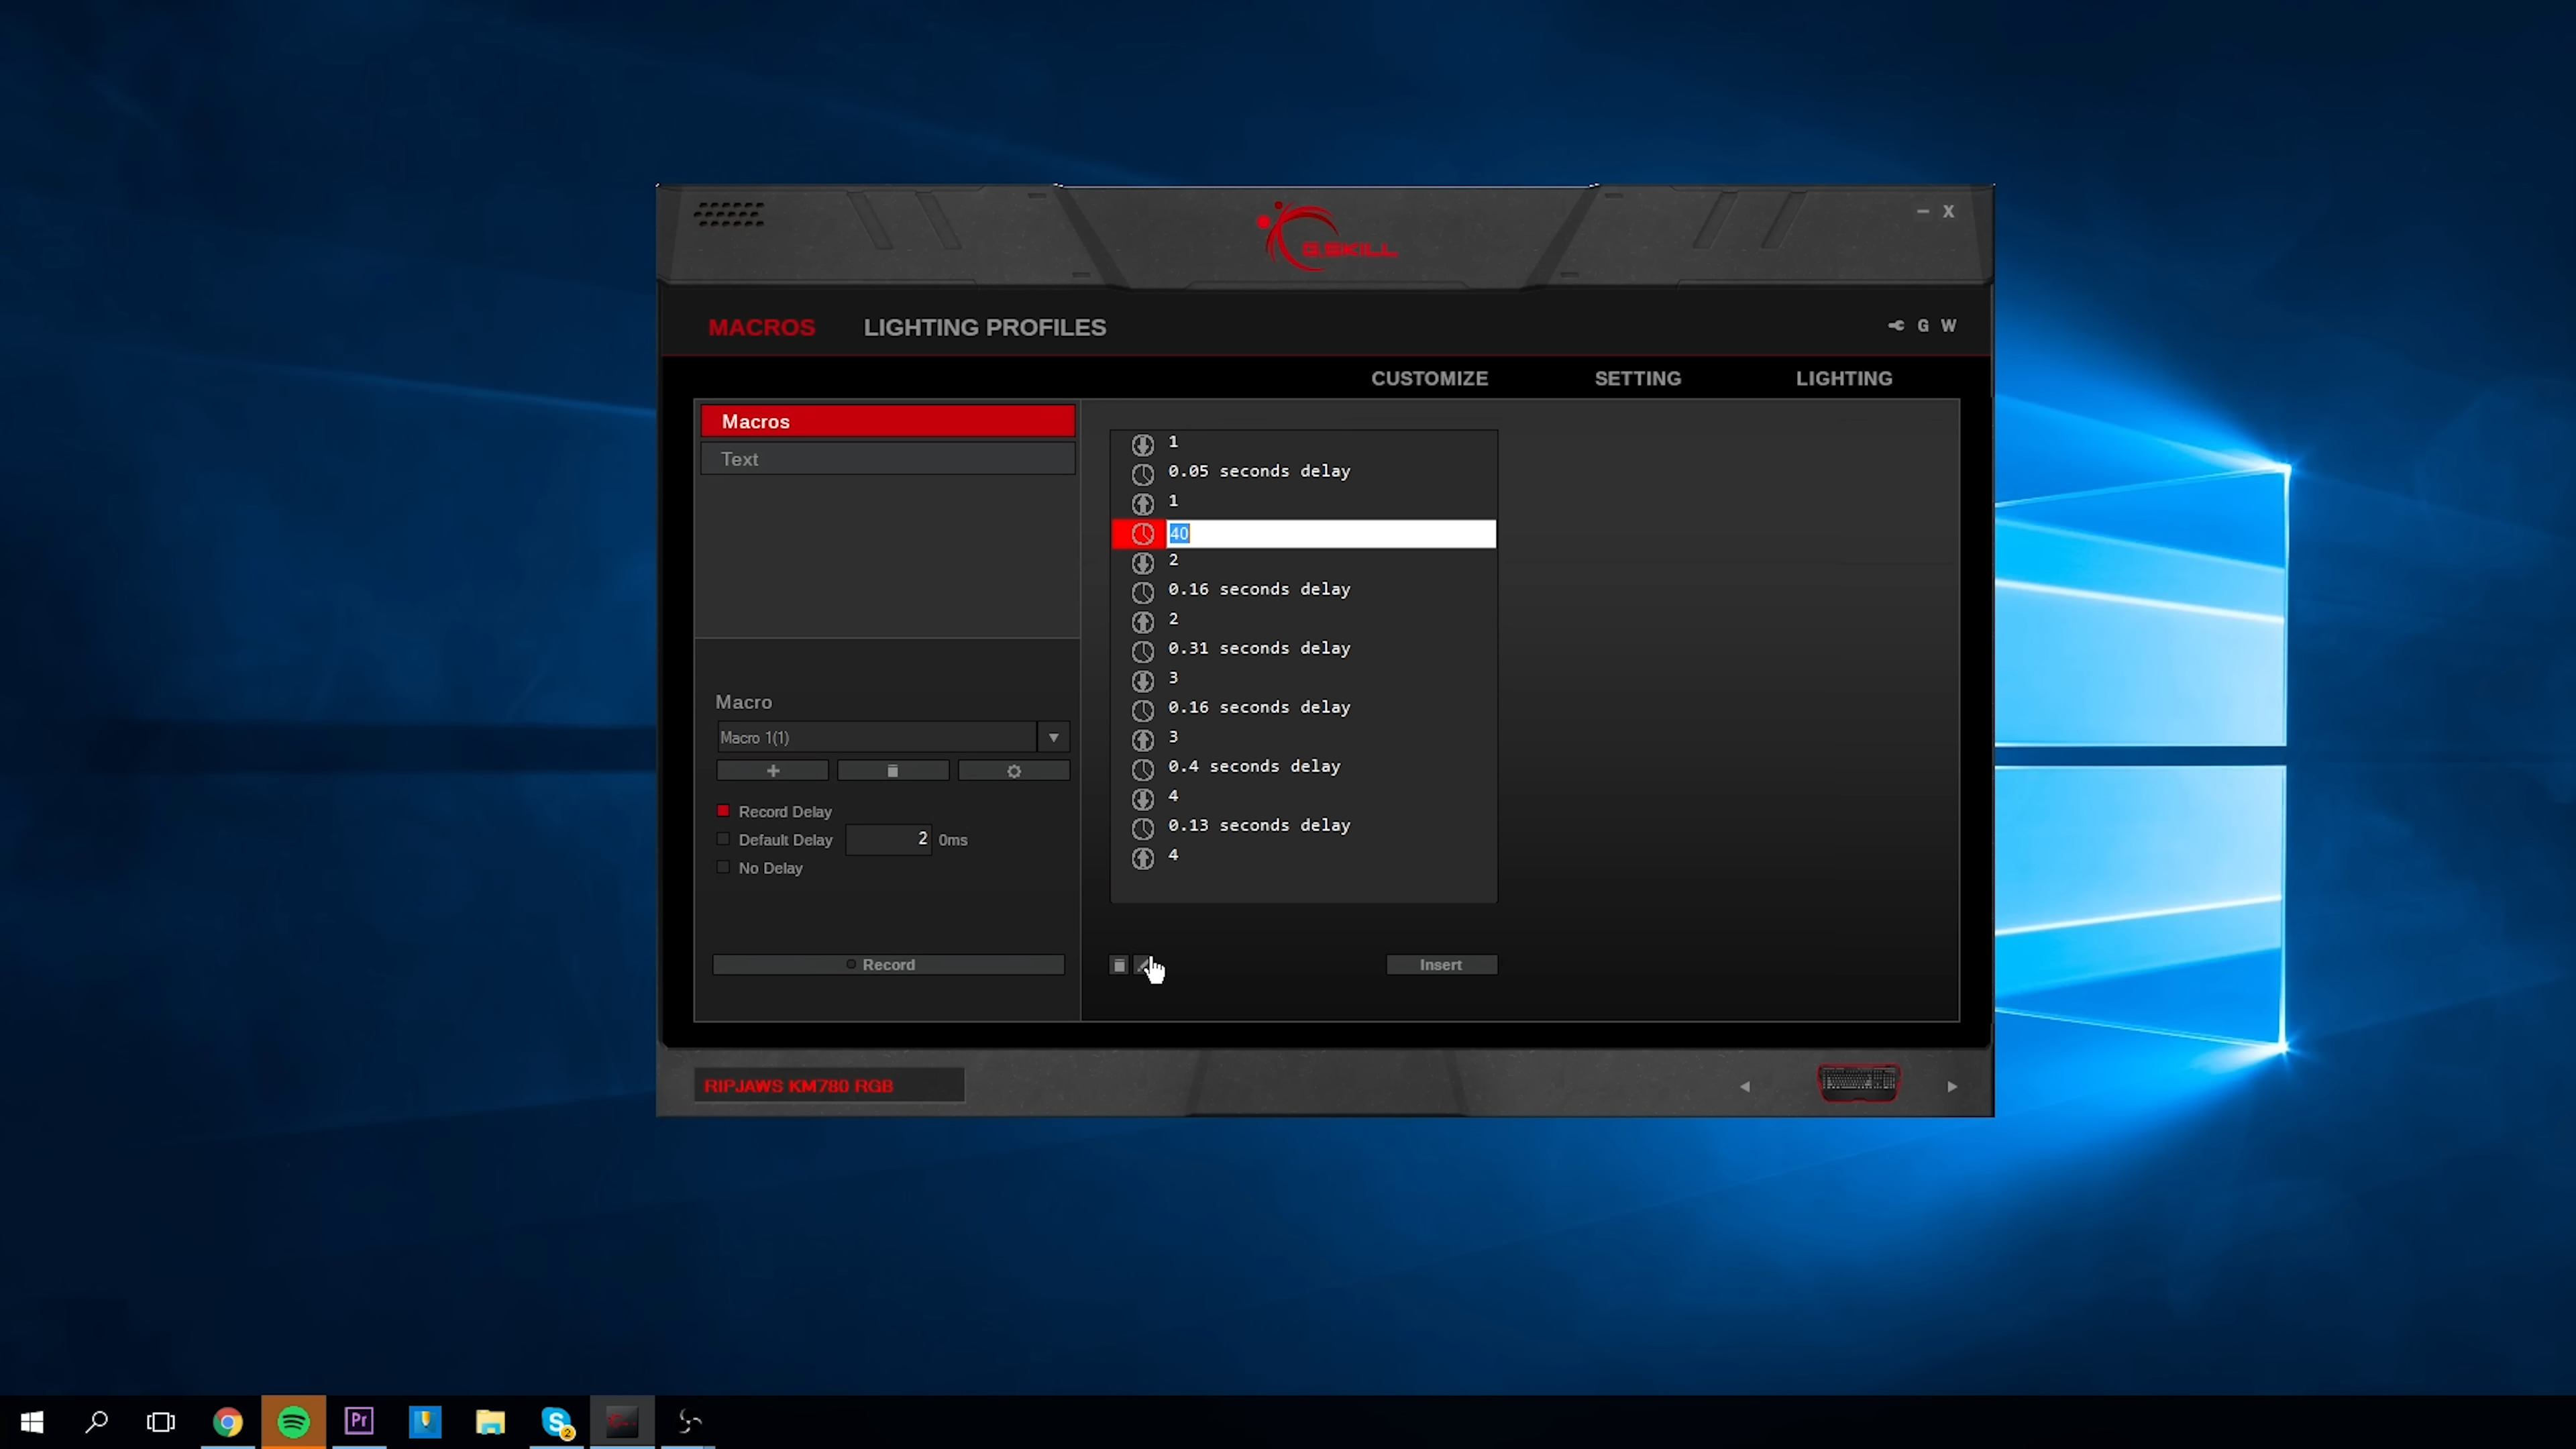 G.SKILL
– X
MACROS LIGHTING PROFILES
G W
CUSTOMIZE SETTING LIGHTING
Macros
Text
1
0.05 seconds delay
1
40
2
0.16 seconds delay
2
0.31 seconds delay
3
0.16 seconds delay
3
0.4 seconds delay
4
0.13 seconds delay
4
Macro
Macro 1(1)
Record Delay
Default Delay 2 0ms
No Delay
Record
Insert
RIPJAWS KM780 RGB
Pr
S
2